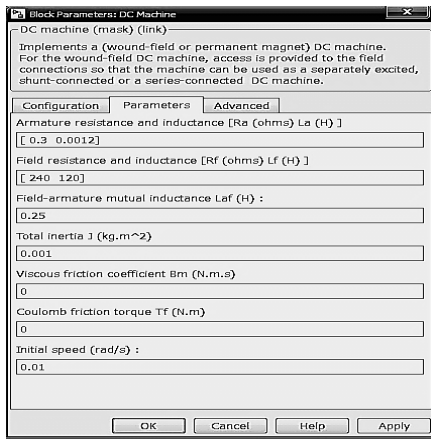 Block Parameters: DC Machine
DC machine (mask) (link)
Implements a (wound-field or permanent magnet) DC machine.
For the wound-field DC machine, access is provided to the field
connections so that the machine can be used as a separately excited,
shunt-connected or a series-connected DC machine.
Configuration Parameters Advanced
Armature resistance and inductance [Ra (ohms) La (H) ]
[ 0.3 0.0012]
Field resistance and inductance [Rf (ohms) Lf (H) ]
[ 240 120]
Field-armature mutual inductance Laf (H) :
0.25
Total inertia J (kg.m^2)
0.001
Viscous friction coefficient Bm (N.m.s)
0
Coulomb friction torque Tf (N.m)
0
Initial speed (rad/s) :
0.01
OK Cancel Help Apply